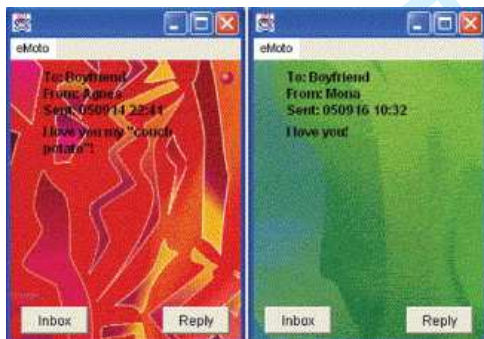 eMoto
To: Boyfriend
From: Agnes
Sent: 050914 22:41
I love you my "couch
potato"!
Inbox
Reply
eMoto
To: Boyfriend
From: Mona
Sent: 050916 10:32
I love you!
Inbox
Reply